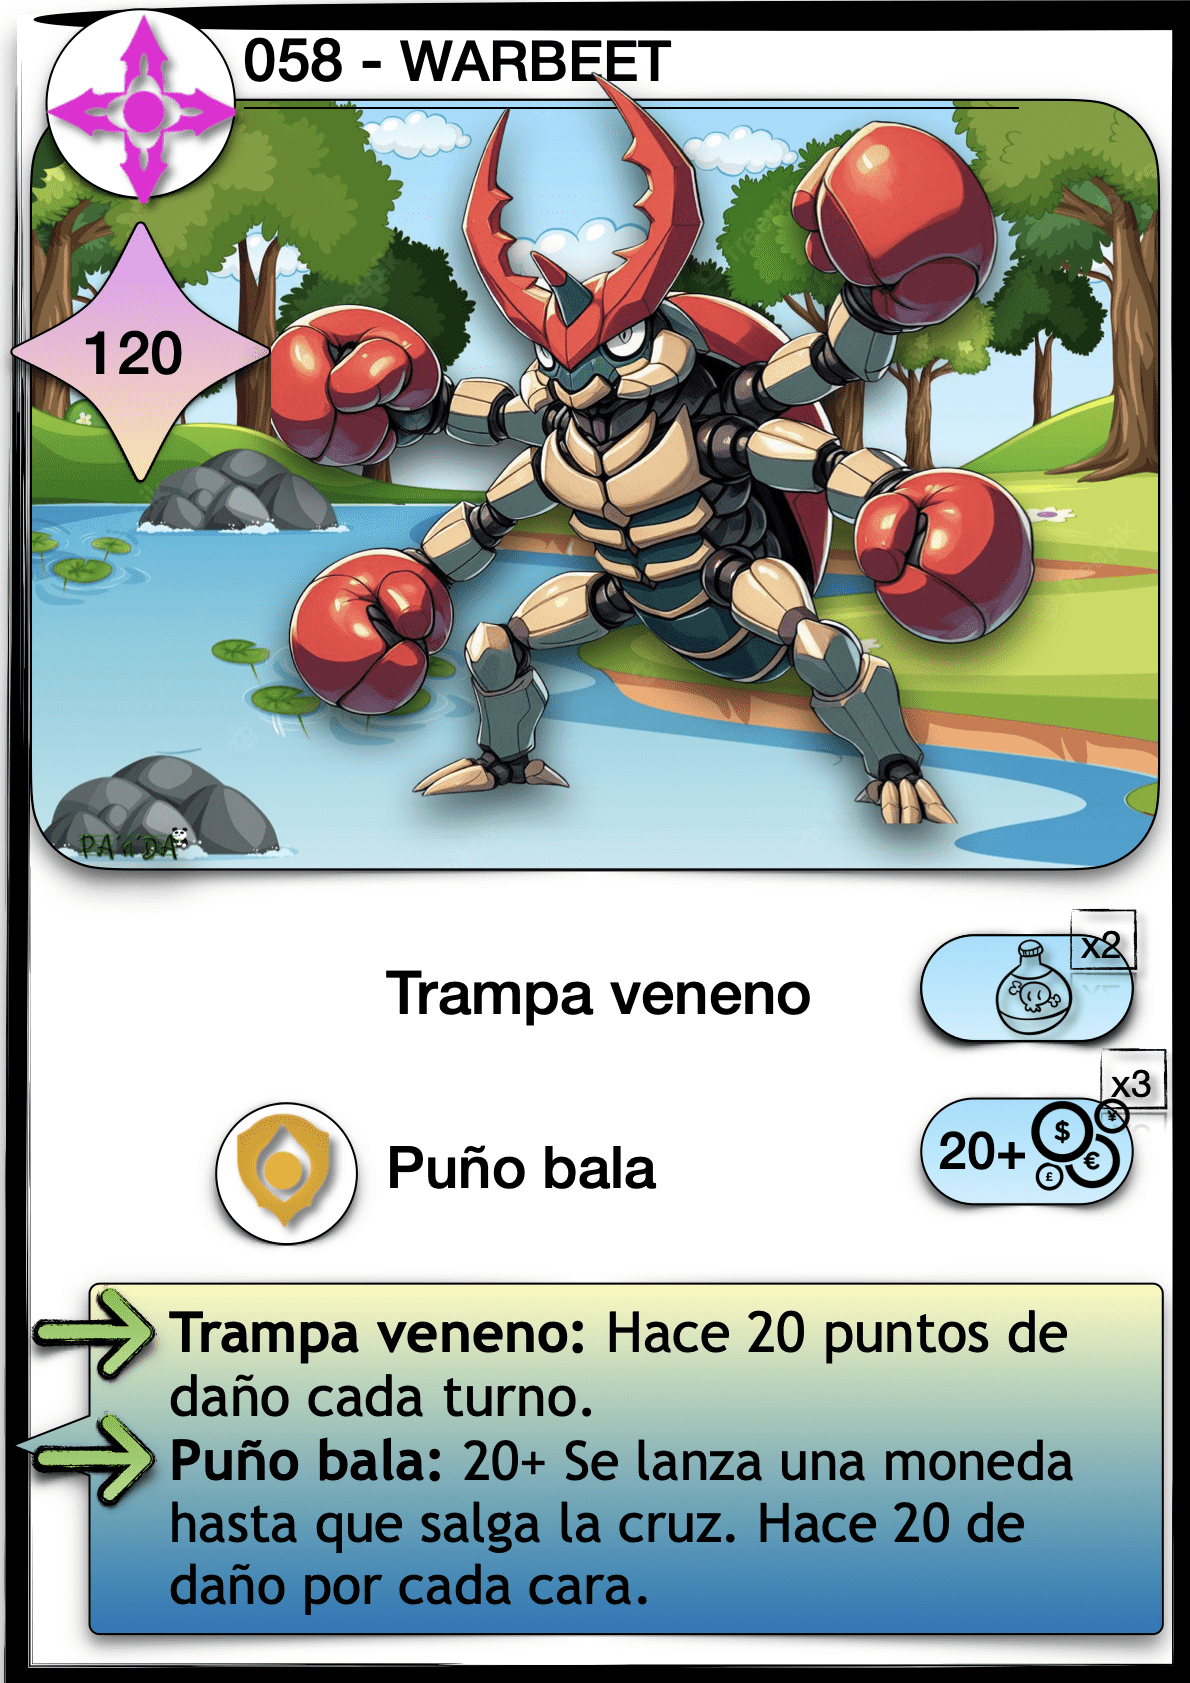 058 - WARBEET
120
PA'n'DA
Trampa veneno
x2
Puño bala
x3
20+
$
¥
€
£
Trampa veneno: Hace 20 puntos de
daño cada turno.
Puño bala: 20+ Se lanza una moneda
hasta que salga la cruz. Hace 20 de
daño por cada cara.